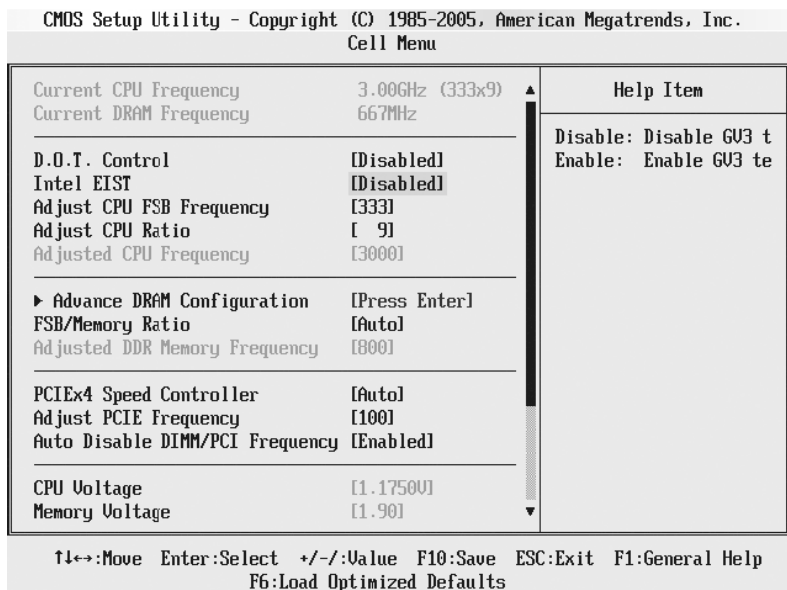 CMOS Setup Utility - Copyright (C) 1985-2005, American Megatrends, Inc.
Cell Menu
Current CPU Frequency 3.00GHz (333x9)
Current DRAM Frequency 667MHz
D.O.T. Control [Disabled]
Intel EIST [Disabled]
Adjust CPU FSB Frequency [333]
Adjust CPU Ratio [ 9]
Adjusted CPU Frequency [3000]
▶ Advance DRAM Configuration [Press Enter]
FSB/Memory Ratio [Auto]
Adjusted DDR Memory Frequency [800]
PCIEx4 Speed Controller [Auto]
Adjust PCIE Frequency [100]
Auto Disable DIMM/PCI Frequency [Enabled]
CPU Voltage [1.1750V]
Memory Voltage [1.90]
Help Item
Disable: Disable GV3 t
Enable: Enable GV3 te
↑↓←→:Move Enter:Select +/-/:Value F10:Save ESC:Exit F1:General Help
F6:Load Optimized Defaults